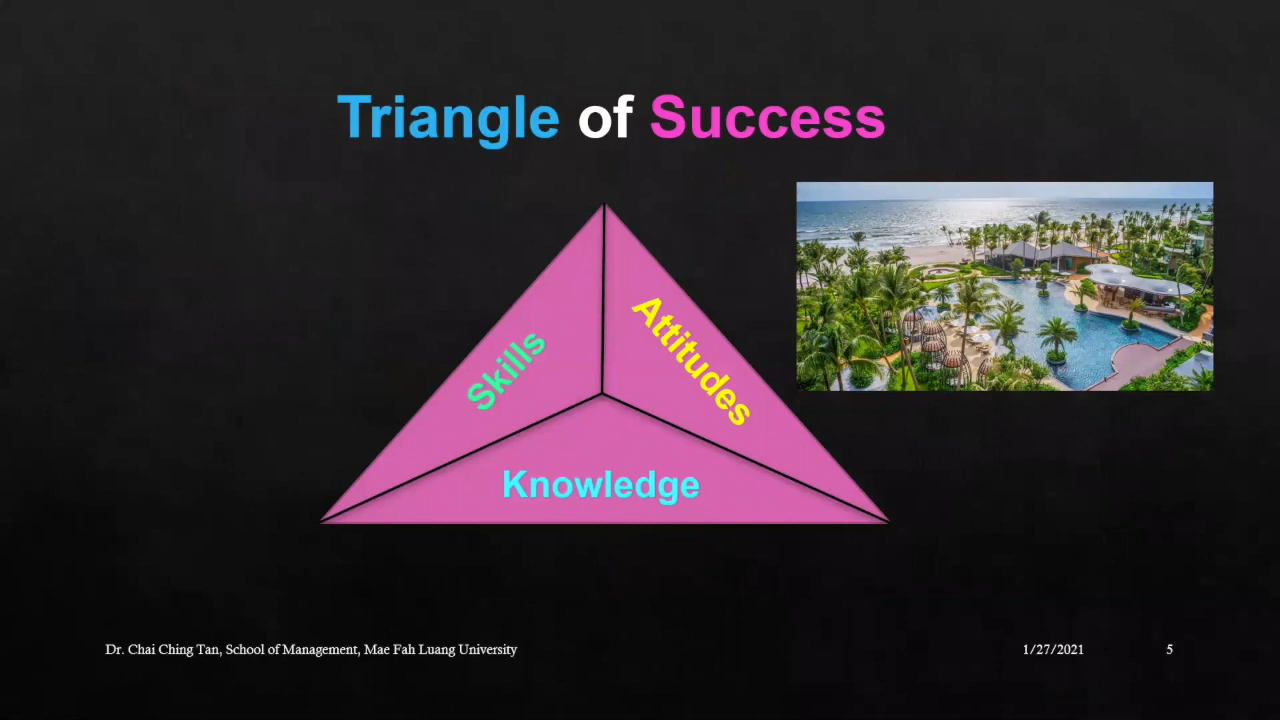 Triangle of Success
Skills
Attitudes
Knowledge
Dr. Chai Ching Tan, School of Management, Mae Fah Luang University
1/27/2021
5